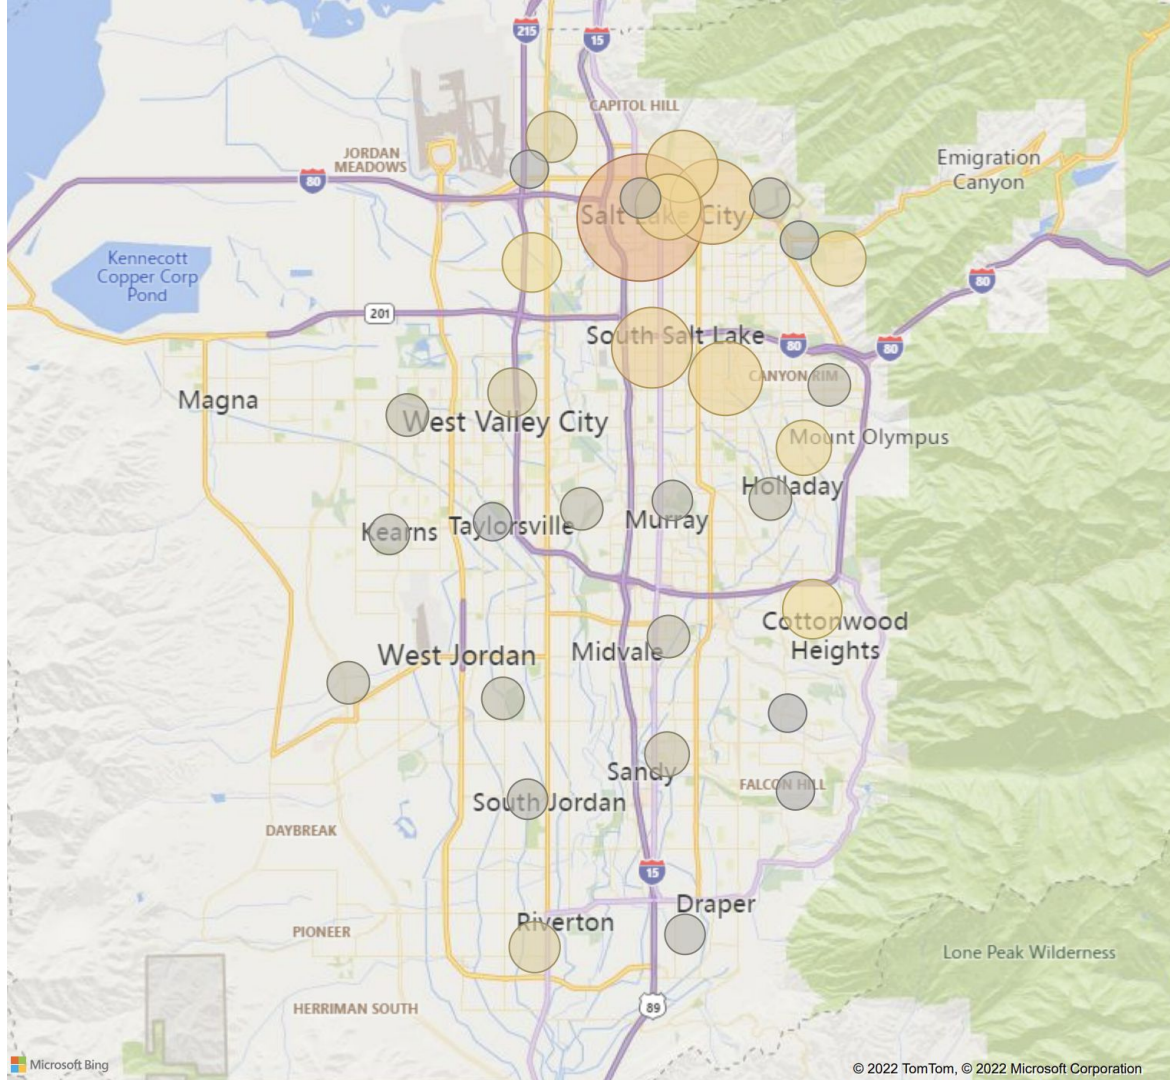 215
15
CAPITOL HILL
JORDAN
MEADOWS
80
Emigration
Canyon
Salt Lake City
Kennecott
Copper Corp
Pond
80
201
South Salt Lake
80
80
CANYON RIM
Magna
West Valley City
Mount Olympus
Holladay
Kearns
Taylorsville
Murray
Cottonwood
Heights
West Jordan
Midvale
Sandy
FALCON HILL
South Jordan
DAYBREAK
15
Draper
Riverton
PIONEER
Lone Peak Wilderness
HERRIMAN SOUTH
89
Microsoft Bing
© 2022 TomTom, © 2022 Microsoft Corporation